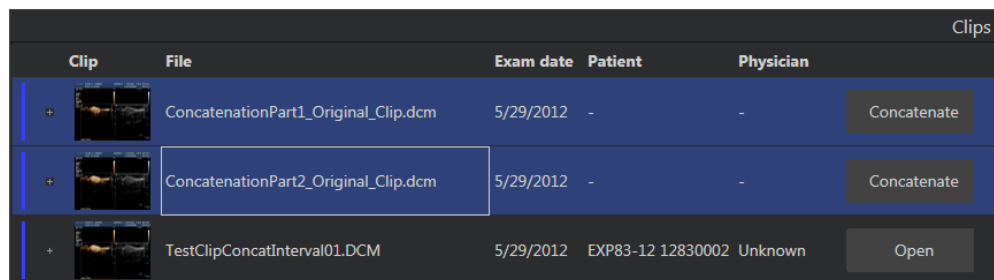 Clips
Clip File Exam date Patient Physician
ConcatenationPart1_Original_Clip.dcm 5/29/2012 - - Concatenate
ConcatenationPart2_Original_Clip.dcm 5/29/2012 - - Concatenate
TestClipConcatInterval01.DCM 5/29/2012 EXP83-12 12830002 Unknown Open